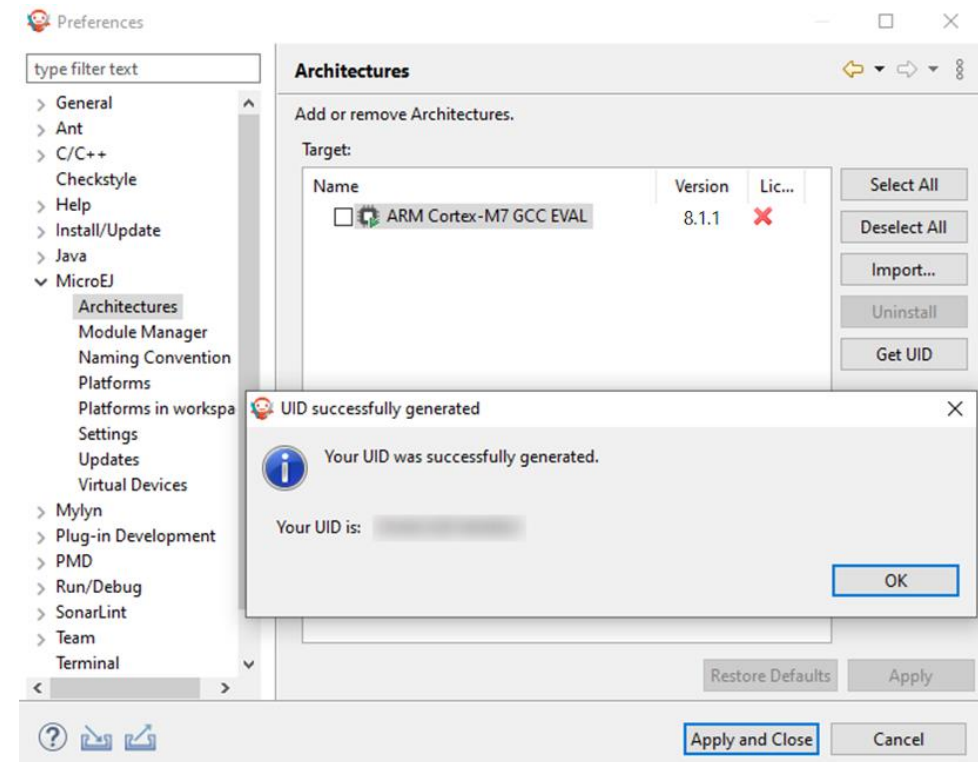 Preferences
type filter text
General
Ant
C/C++
Checkstyle
Help
Install/Update
Java
MicroEJ
Architectures
Module Manager
Naming Convention
Platforms
Platforms in workspa
Settings
Updates
Virtual Devices
Mylyn
Plug-in Development
PMD
Run/Debug
SonarLint
Team
Terminal
Architectures
Add or remove Architectures.
Target:
Name Version Lic...
ARM Cortex-M7 GCC EVAL 8.1.1
Select All
Deselect All
Import...
Uninstall
Get UID
UID successfully generated
Your UID was successfully generated.
Your UID is:
OK
Restore Defaults Apply
Apply and Close Cancel